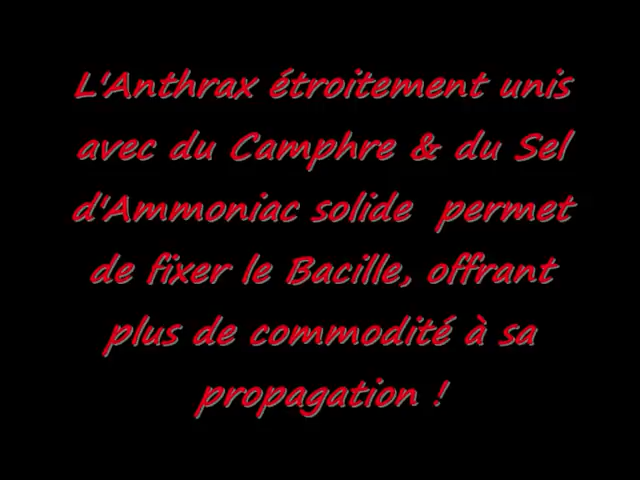 L'Anthrax étroitement unis
avec du Camphre & du Sel
d'Ammoniac solide permet
de fixer le Bacille, offrant
plus de commodité à sa
propagation !